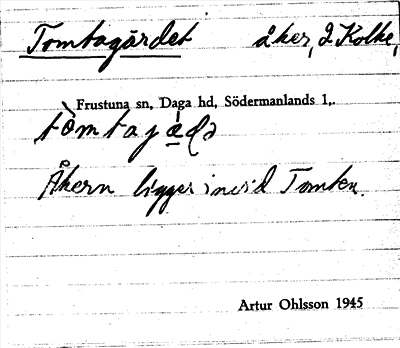 Tomtagärdet åker, 2 Kolke,
Frustuna sn, Daga hd, Södermanlands l,.
Åkern ligger invid Tomten.
Artur Ohlsson 1945